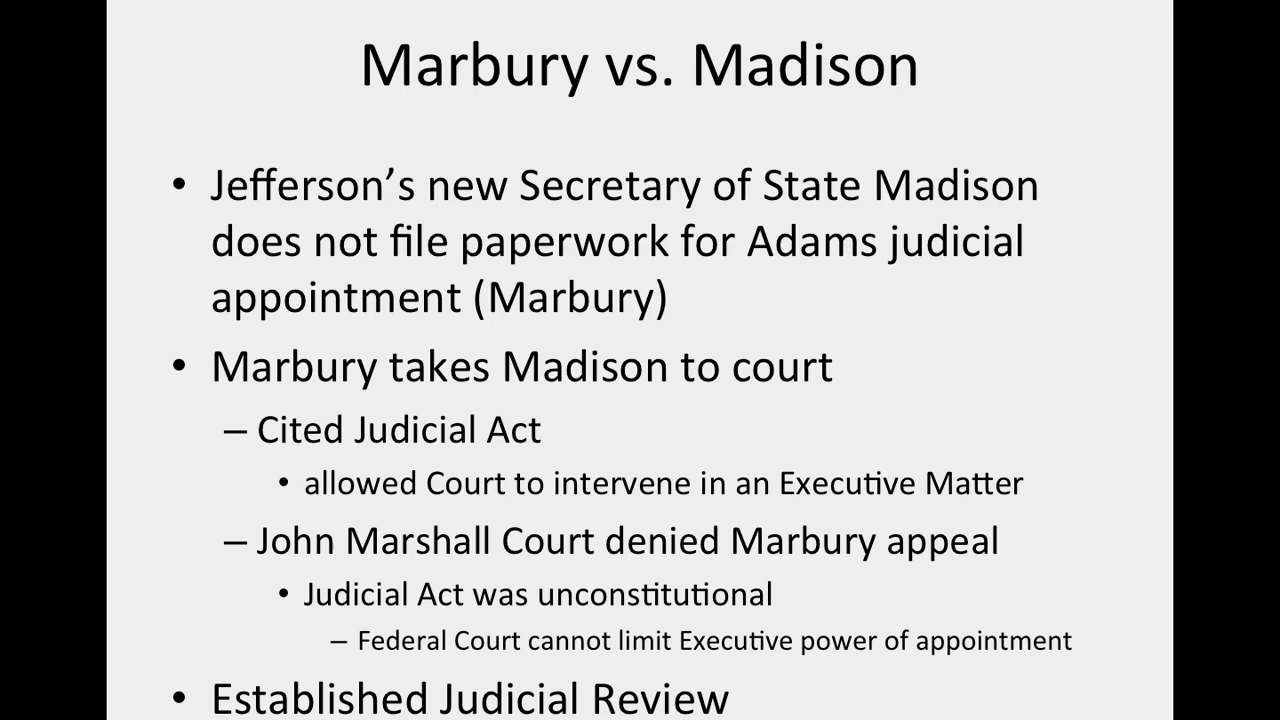 Marbury vs. Madison
• Jefferson’s new Secretary of State Madison
does not file paperwork for Adams judicial
appointment (Marbury)
• Marbury takes Madison to court
– Cited Judicial Act
• allowed Court to intervene in an Executive Matter
– John Marshall Court denied Marbury appeal
• Judicial Act was unconstitutional
– Federal Court cannot limit Executive power of appointment
• Established Judicial Review